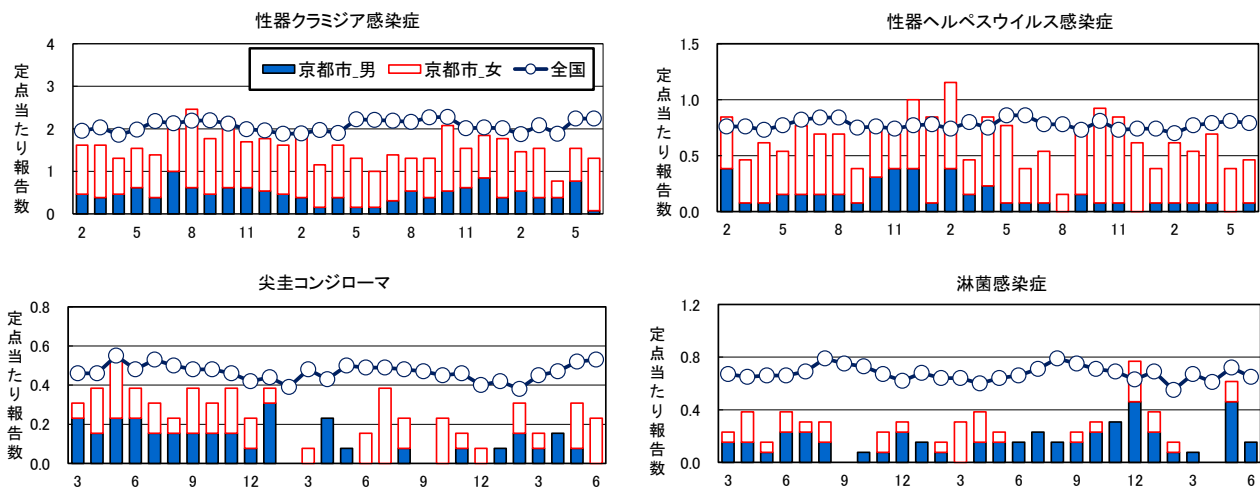 性器クラミジア感染症
定点当たり報告数
4
3
2
1
0
京都市_男 京都市_女 全国
2 5 8 11 2 5 8 11 2 5
性器ヘルペスウイルス感染症
定点当たり報告数
1.5
1.0
0.5
0.0
2 5 8 11 2 5 8 11 2 5
尖圭コンジローマ
定点当たり報告数
0.8
0.6
0.4
0.2
0.0
3 6 9 12 3 6 9 12 3 6
淋菌感染症
定点当たり報告数
1.2
0.8
0.4
0.0
3 6 9 12 3 6 9 12 3 6